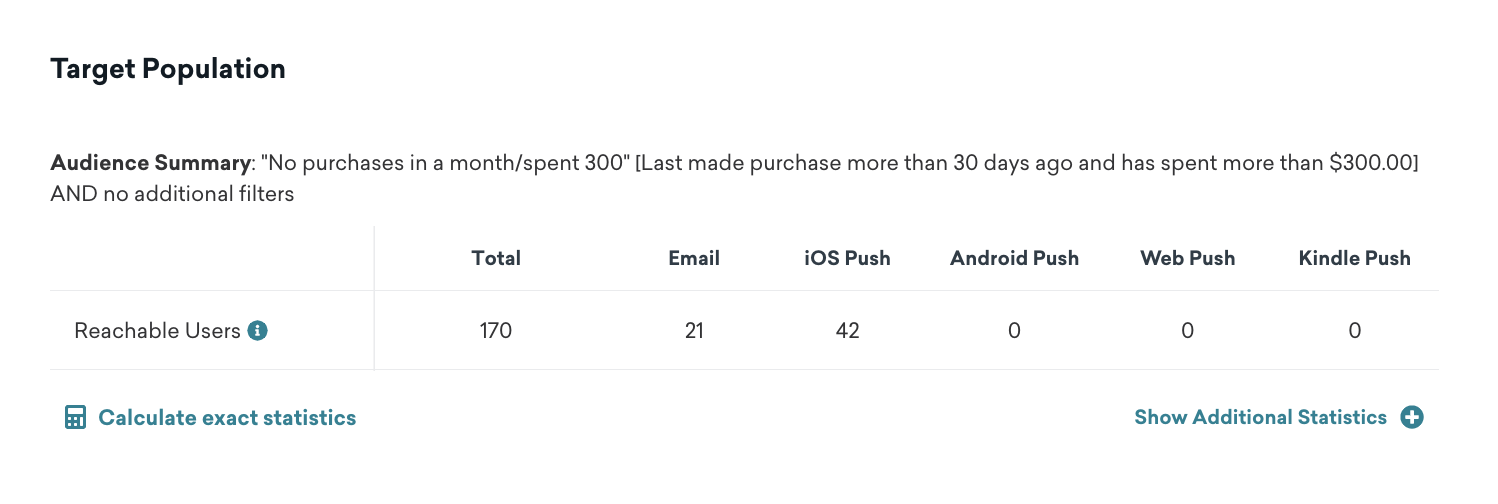 Target Population
Audience Summary: "No purchases in a month/spent 300" [Last made purchase more than 30 days ago and has spent more than $300.00]
AND no additional filters
Total Email iOS Push Android Push Web Push Kindle Push
Reachable Users 170 21 42 0 0 0
Calculate exact statistics Show Additional Statistics